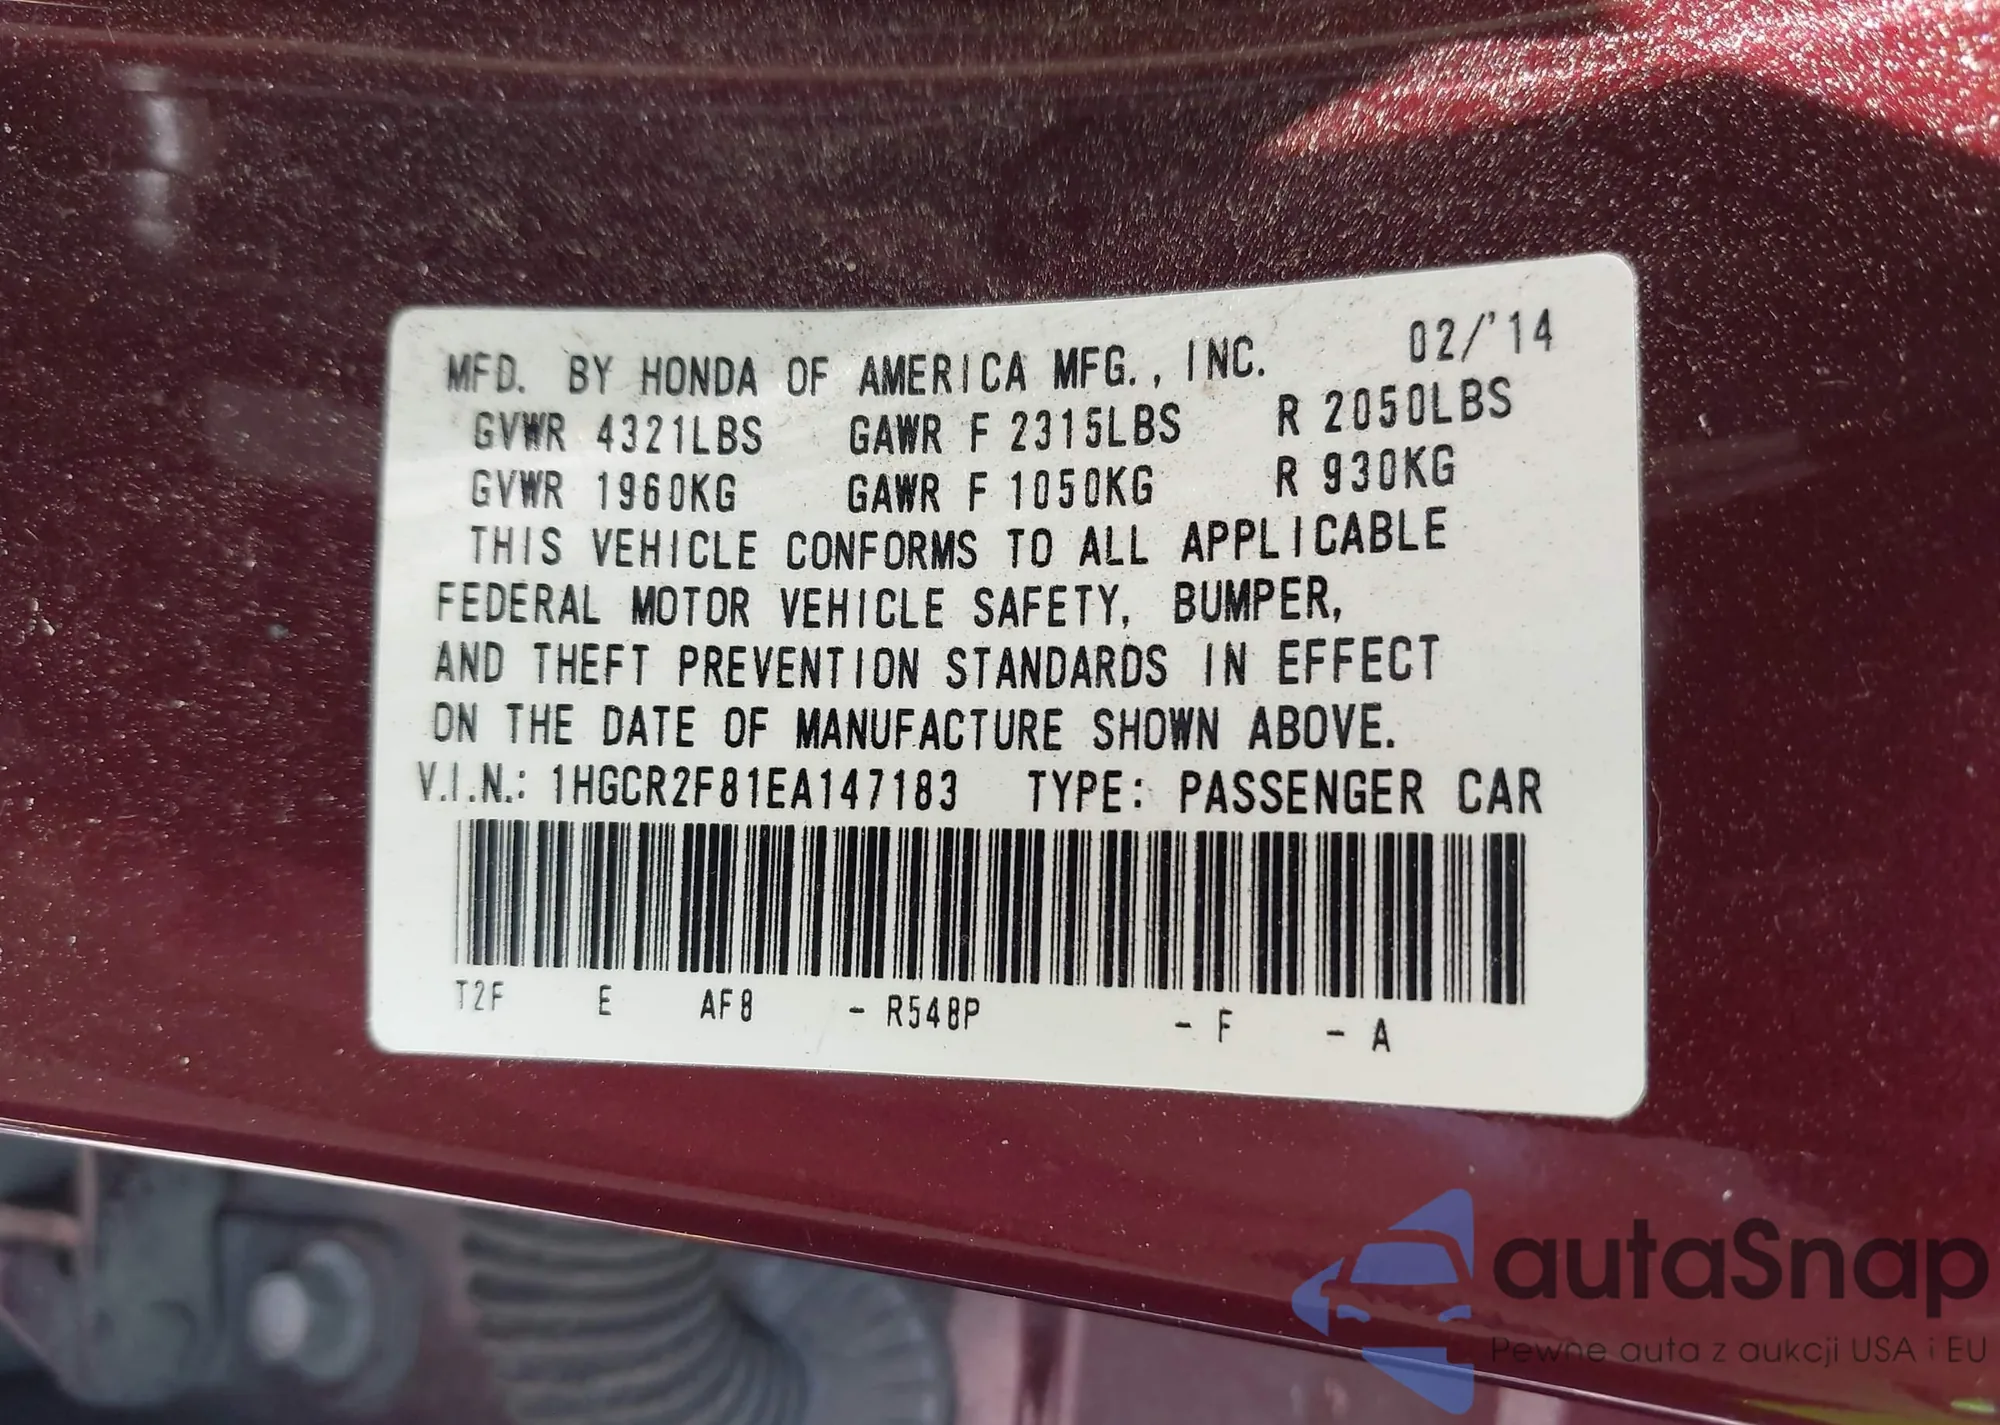 MFD. BY HONDA OF AMERICA MFG., INC. 02/'14
GVWR 4321LBS GAWR F 2315LBS R 2050LBS
GVWR 1960KG GAWR F 1050KG R 930KG
THIS VEHICLE CONFORMS TO ALL APPLICABLE
FEDERAL MOTOR VEHICLE SAFETY, BUMPER,
AND THEFT PREVENTION STANDARDS IN EFFECT
ON THE DATE OF MANUFACTURE SHOWN ABOVE.
V.I.N.: 1HGCR2F81EA147183 TYPE: PASSENGER CAR
T2F E AF8 - R548P - F - A
autaSnap
Pewne auta z aukcji USA i EU